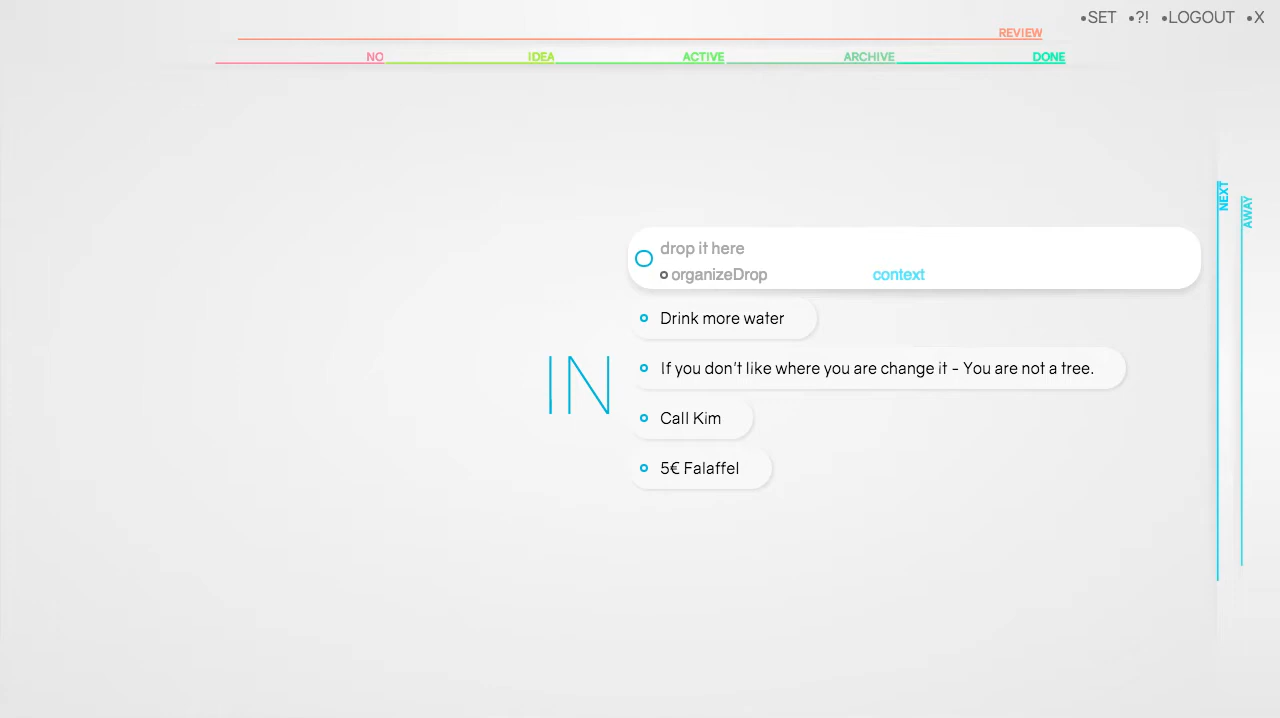 •SET •?! •LOGOUT •X
REVIEW
NO IDEA ACTIVE ARCHIVE DONE
NEXT
AWAY
drop it here
organizeDrop context
Drink more water
If you don't like where you are change it - You are not a tree.
IN
Call Kim
5€ Falaffel